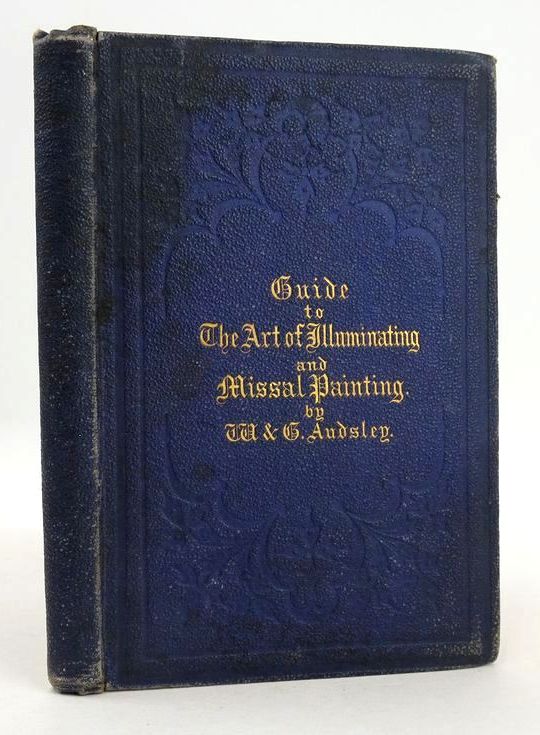 Guide
to
The Art of Illuminating
and
Missal Painting.
by
W & G. Audsley.